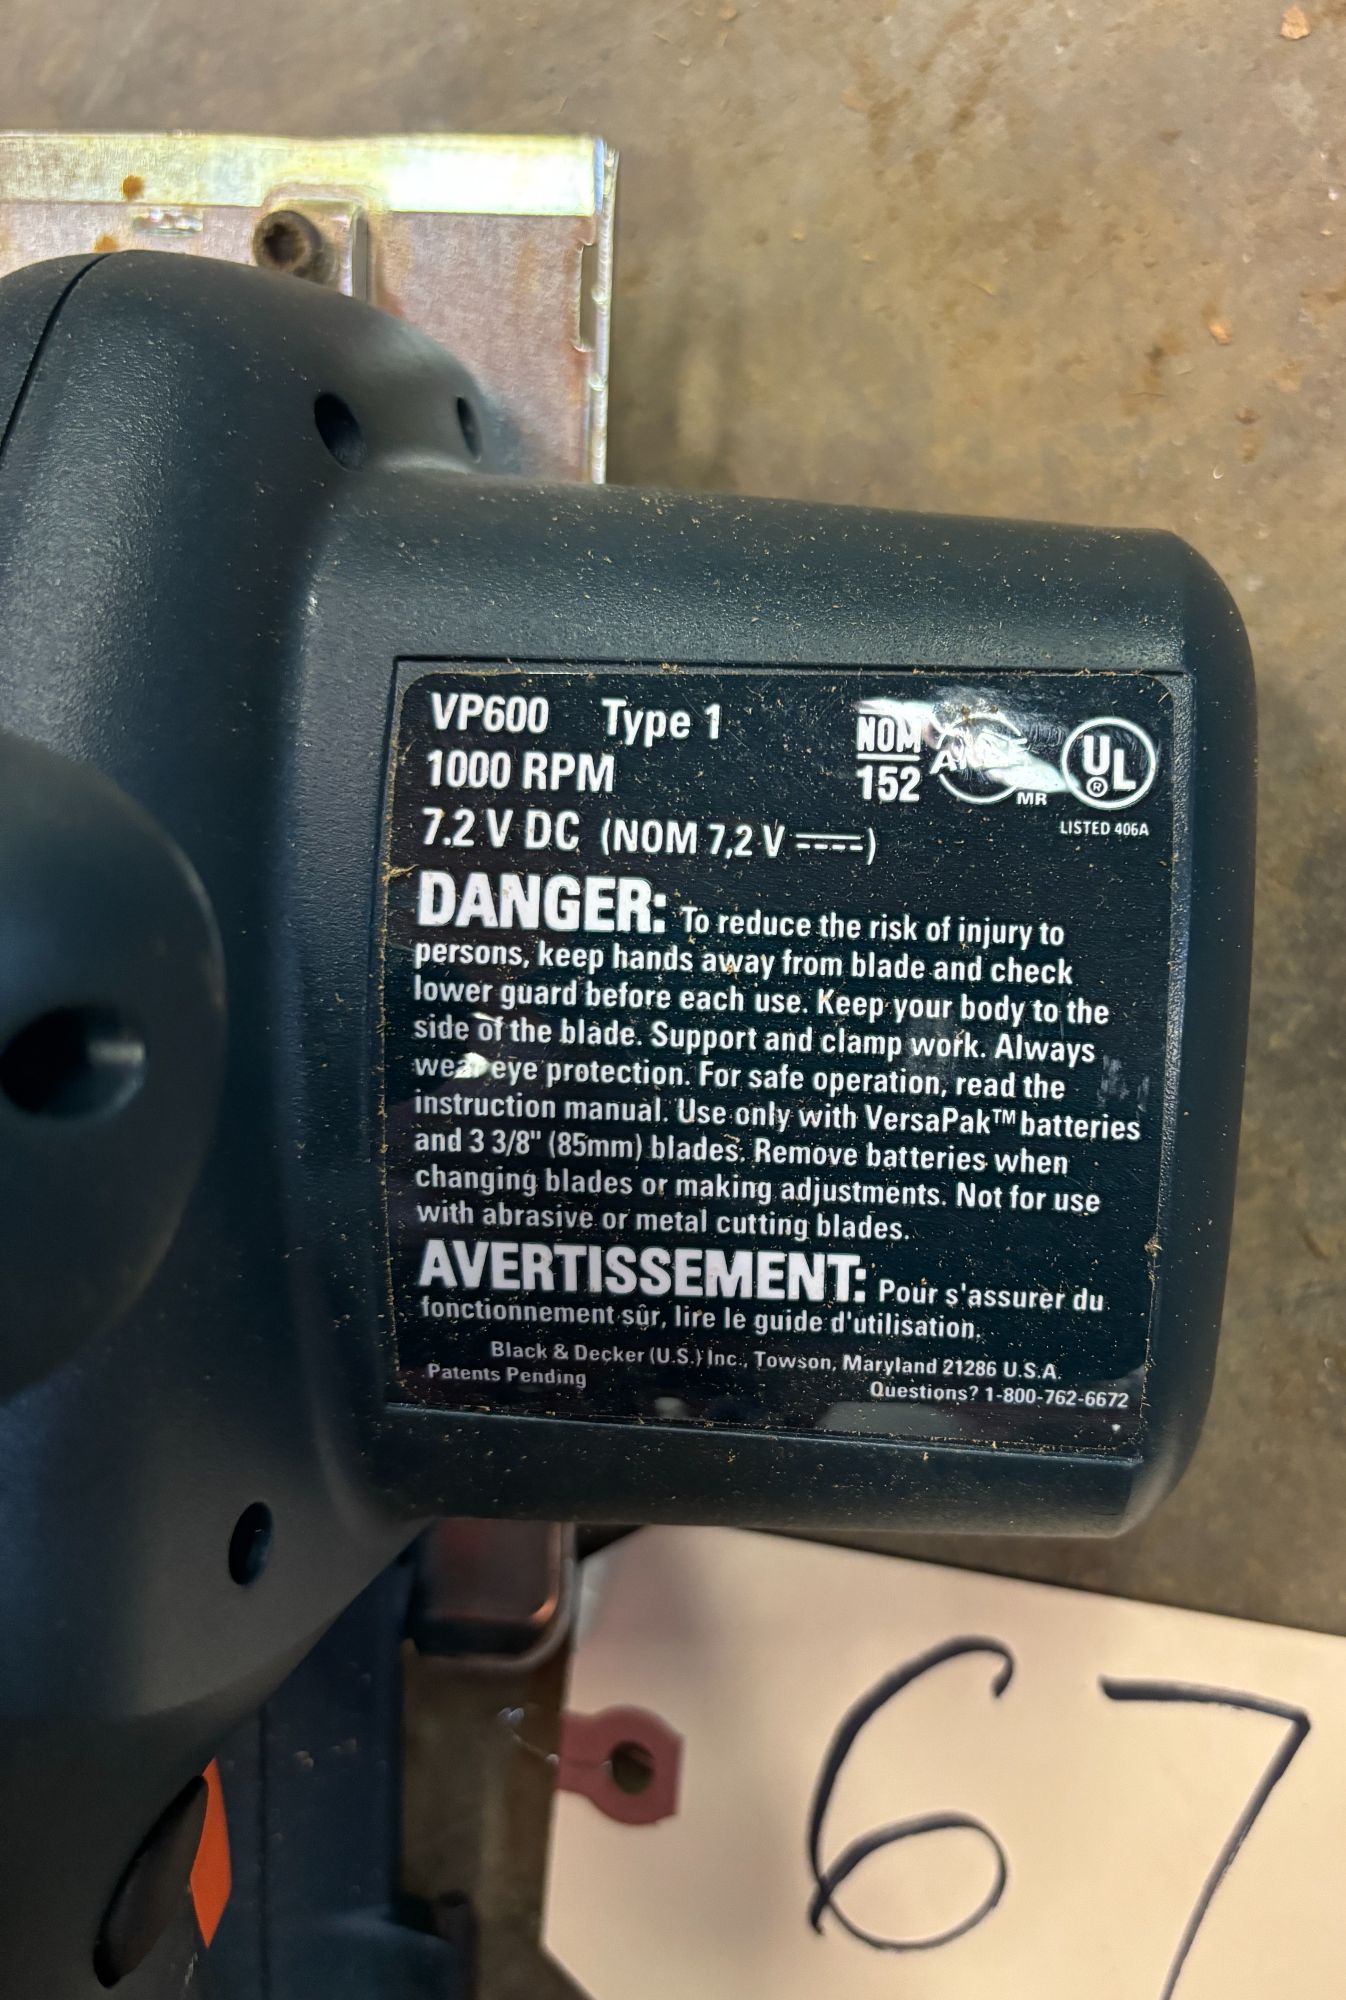 VP600 Type 1
1000 RPM
7.2 V DC (NOM 7,2 V ⎓)
NOM
152
ANCE
MR
UL
®
LISTED 406A
DANGER: To reduce the risk of injury to
persons, keep hands away from blade and check
lower guard before each use. Keep your body to the
side of the blade. Support and clamp work. Always
wear eye protection. For safe operation, read the
instruction manual. Use only with VersaPak™ batteries
and 3 3/8" (85mm) blades. Remove batteries when
changing blades or making adjustments. Not for use
with abrasive or metal cutting blades.
AVERTISSEMENT: Pour s'assurer du
fonctionnement sûr, lire le guide d'utilisation.
Black & Decker (U.S.) Inc., Towson, Maryland 21286 U.S.A.
Patents Pending
Questions? 1-800-762-6672
67